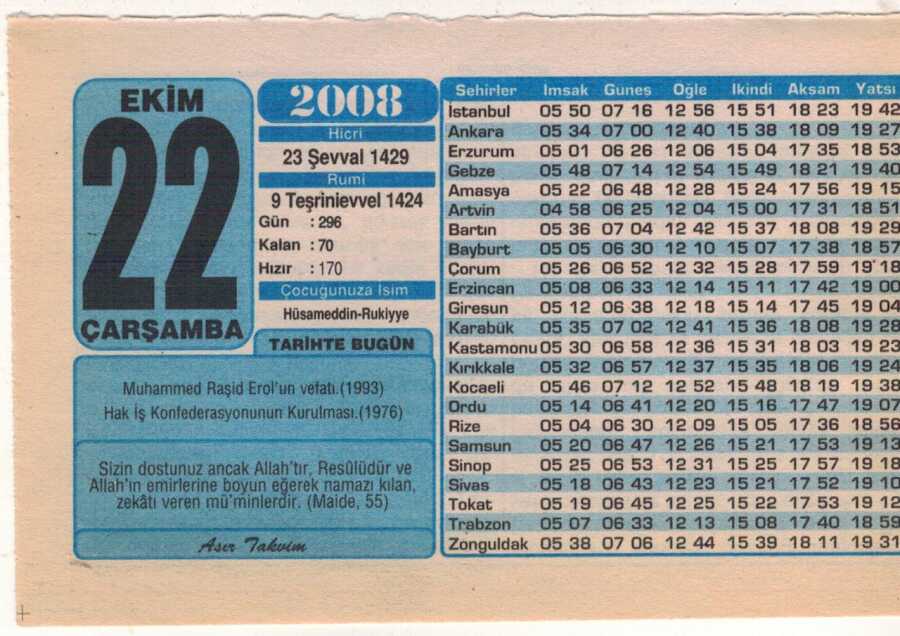 EKİM
22
ÇARŞAMBA
2008
Hicri
23 Şevval 1429
Rumi
9 Teşrinievvel 1424
Gün : 296
Kalan : 70
Hızır : 170
Çocuğunuza Isim
Hüsameddin-Rukiyye
TARİHTE BUGÜN
Muhammed Raşid Erol'un vefatı.(1993)
Hak İş Konfederasyonunun Kurulması.(1976)
Sizin dostunuz ancak Allah'tır, Resûlüdür ve
Allah'ın emirlerine boyun eğerek namazı kılan,
zekâtı veren mü'minlerdir. (Maide, 55)
Asır Takvim
Sehirler Imsak Gunes Oğle Ikindi Aksam Yatsı
İstanbul 05 50 07 16 12 56 15 51 18 23 19 42
Ankara 05 34 07 00 12 40 15 38 18 09 19 27
Erzurum 05 01 06 26 12 06 15 04 17 35 18 53
Gebze 05 48 07 14 12 54 15 49 18 21 19 40
Amasya 05 22 06 48 12 28 15 24 17 56 19 15
Artvin 04 58 06 25 12 04 15 00 17 31 18 51
Bartın 05 36 07 04 12 42 15 37 18 08 19 29
Bayburt 05 05 06 30 12 10 15 07 17 38 18 57
Çorum 05 26 06 52 12 32 15 28 17 59 19 18
Erzincan 05 08 06 33 12 14 15 11 17 42 19 00
Giresun 05 12 06 38 12 18 15 14 17 45 19 04
Karabük 05 35 07 02 12 41 15 36 18 08 19 28
Kastamonu 05 30 06 58 12 36 15 31 18 03 19 23
Kırıkkale 05 32 06 57 12 37 15 35 18 06 19 24
Kocaeli 05 46 07 12 12 52 15 48 18 19 19 38
Ordu 05 14 06 41 12 20 15 16 17 47 19 07
Rize 05 04 06 30 12 09 15 05 17 36 18 56
Samsun 05 20 06 47 12 26 15 21 17 53 19 13
Sinop 05 25 06 53 12 31 15 25 17 57 19 18
Sivas 05 18 06 43 12 23 15 21 17 52 19 10
Tokat 05 19 06 45 12 25 15 22 17 53 19 12
Trabzon 05 07 06 33 12 13 15 08 17 40 18 59
Zonguldak 05 38 07 06 12 44 15 39 18 11 19 31